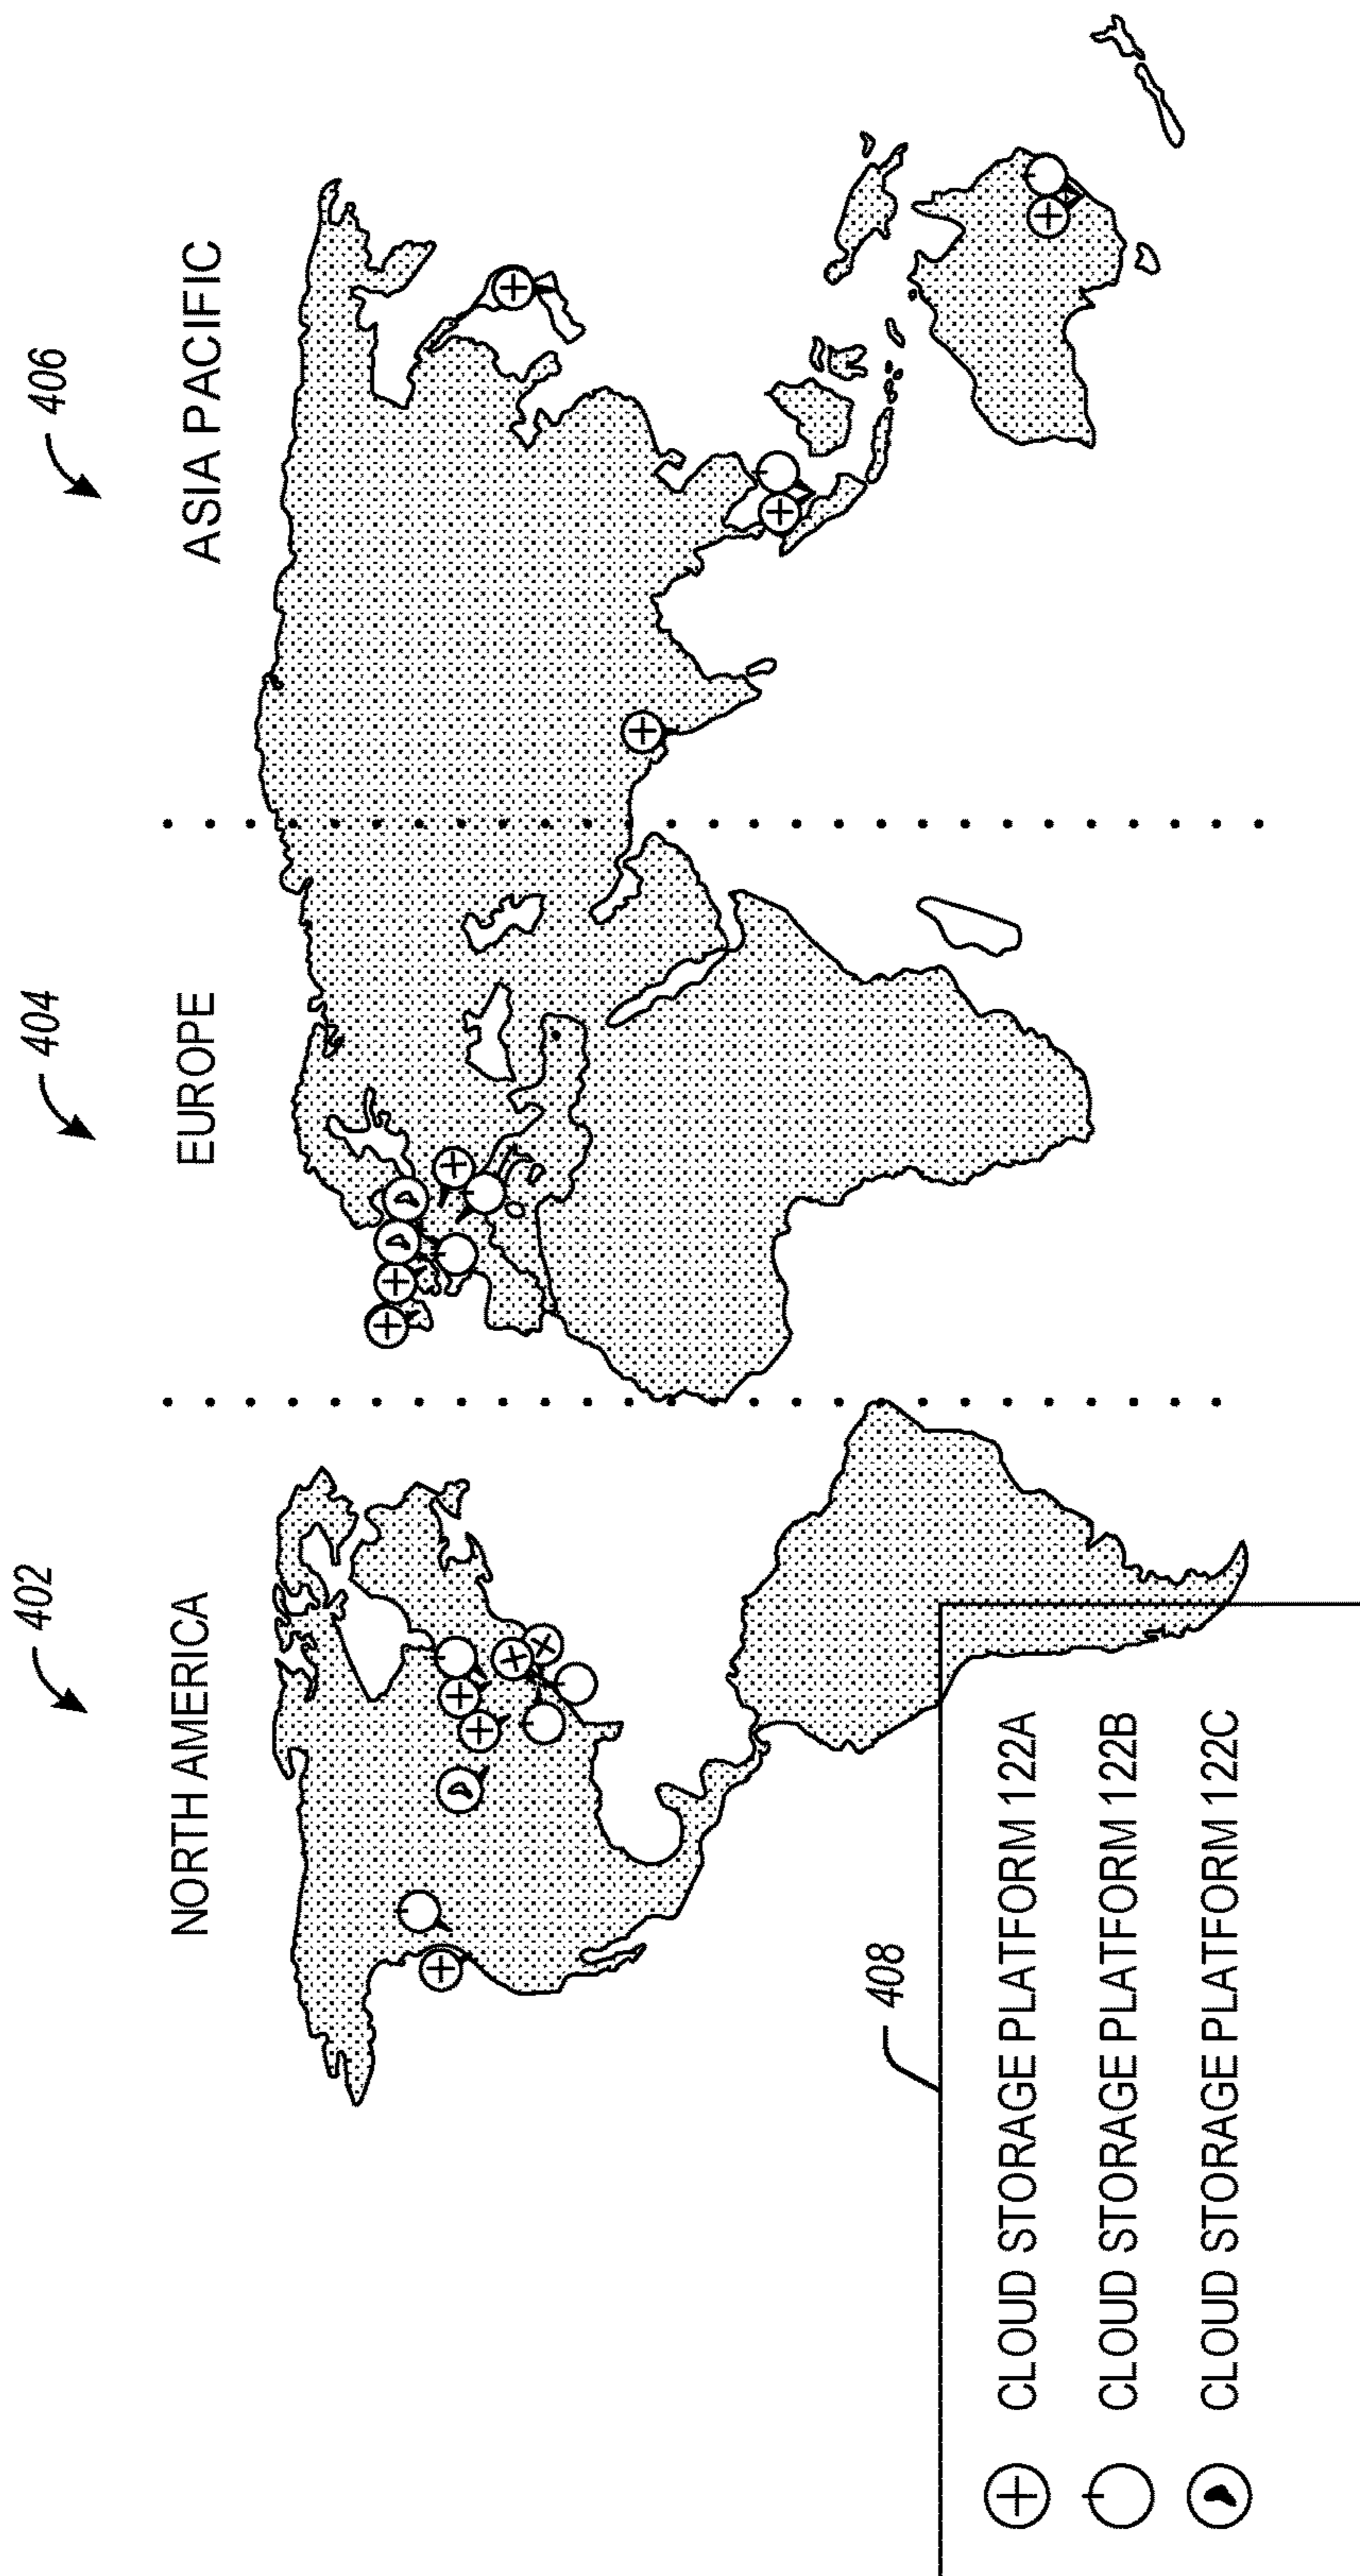 402
404
406
NORTH AMERICA
EUROPE
ASIA PACIFIC
408
CLOUD STORAGE PLATFORM 122A
CLOUD STORAGE PLATFORM 122B
CLOUD STORAGE PLATFORM 122C